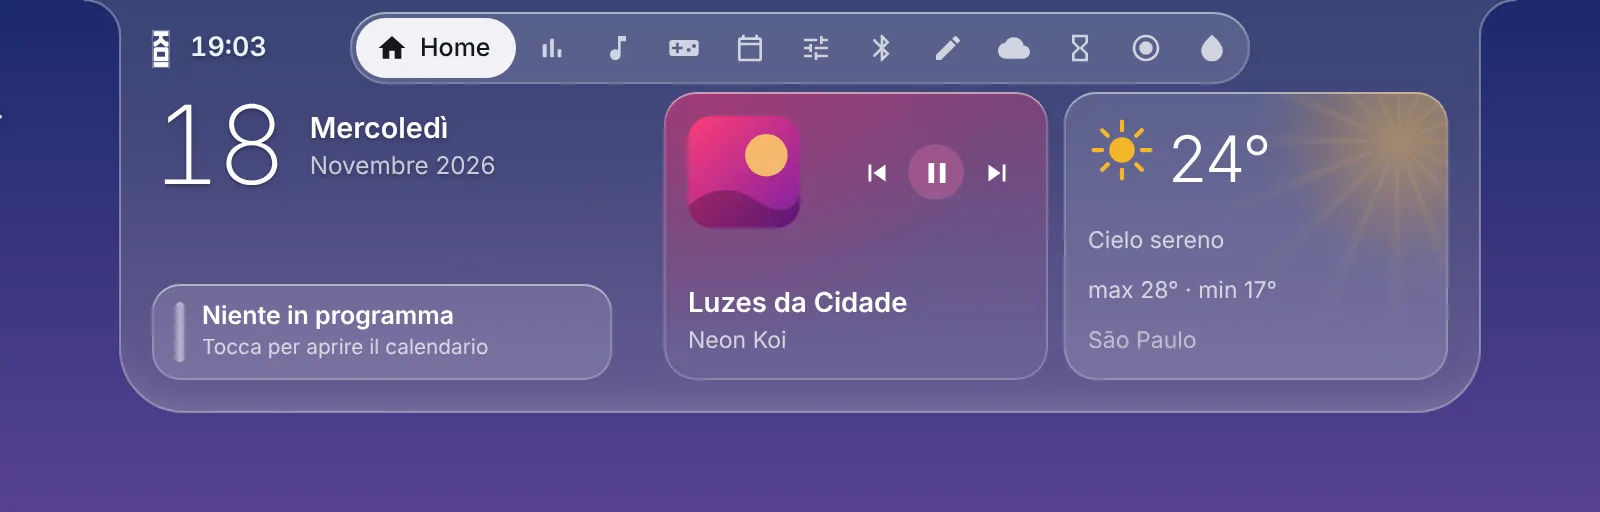 KOI
19:03
Home
18
Mercoledì
Novembre 2026
Niente in programma
Tocca per aprire il calendario
Luzes da Cidade
Neon Koi
24°
Cielo sereno
max 28° · min 17°
São Paulo